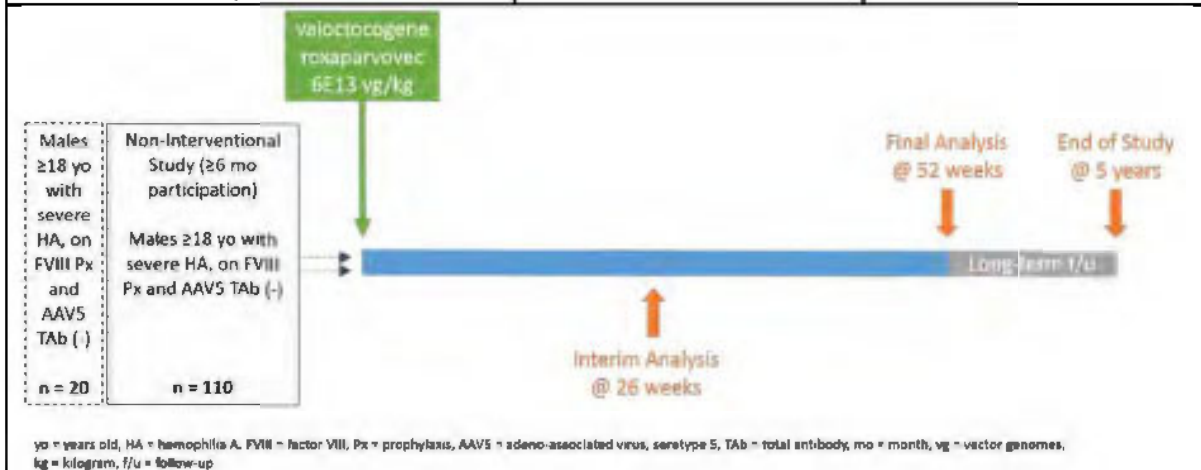 valoctocogene
roxaparvovec
6E13 vg/kg
Males
≥18 yo
with
severe
HA, on
FVIII Px
and
AAV5
TAb (-)
n = 20
Non-Interventional
Study (≥6 mo
participation)
Males ≥18 yo with
severe HA, on FVIII
Px and AAV5 TAb (-)
n = 110
Final Analysis
@ 52 weeks
End of Study
@ 5 years
Long-term f/u
Interim Analysis
@ 26 weeks
yo = years old, HA = hemophilia A, FVIII = factor VIII, Px = prophylaxis, AAV5 = adeno-associated virus, serotype 5, TAb = total antibody, mo = month, vg = vector genomes,
kg = kilogram, f/u = follow-up